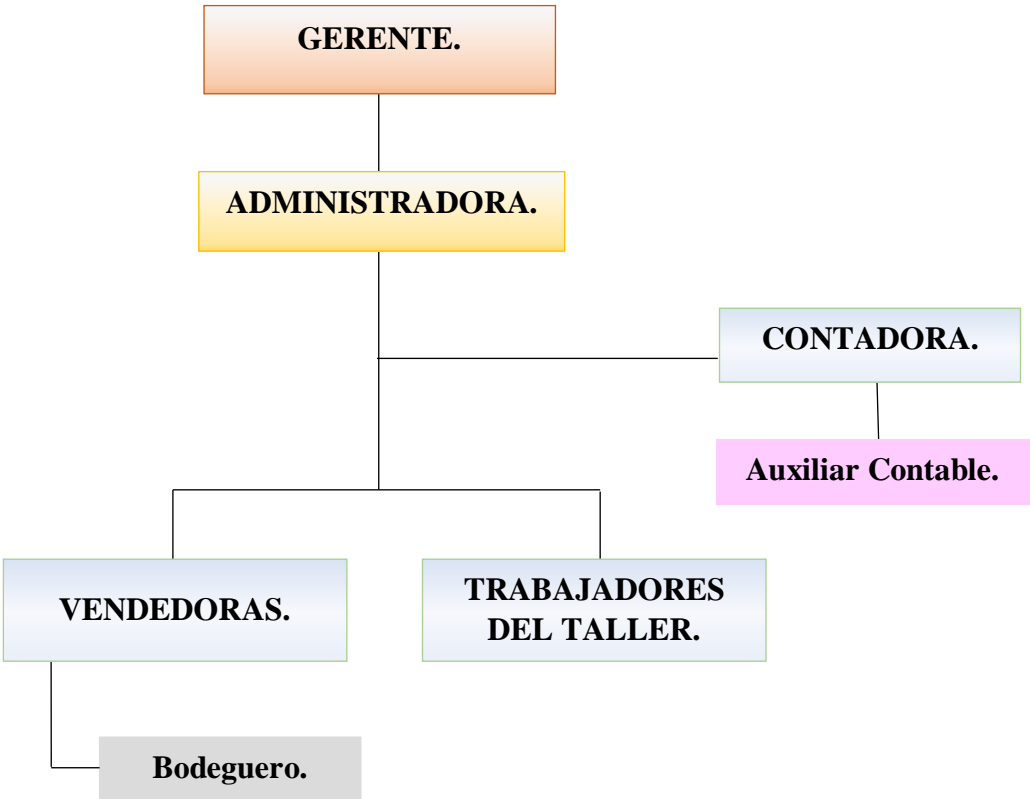 GERENTE.
ADMINISTRADORA.
CONTADORA.
Auxiliar Contable.
VENDEDORAS.
TRABAJADORES
DEL TALLER.
Bodeguero.